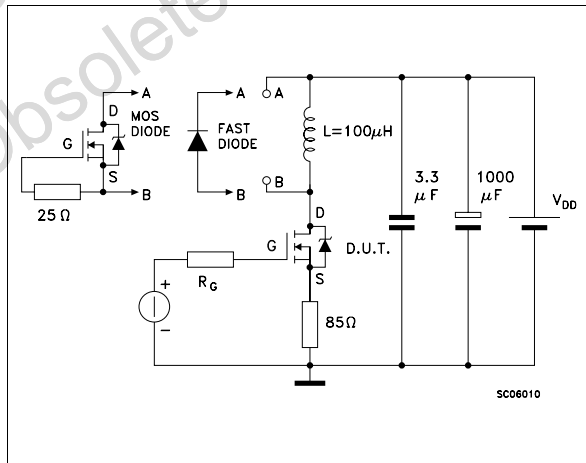 obsolete
A
D
MOS
DIODE
G
S
B
25 Ω
A
FAST
DIODE
B
A
L=100μH
B
D
G
D.U.T.
S
RG
+
-
85Ω
3.3
μF
1000
μF
VDD
SC06010